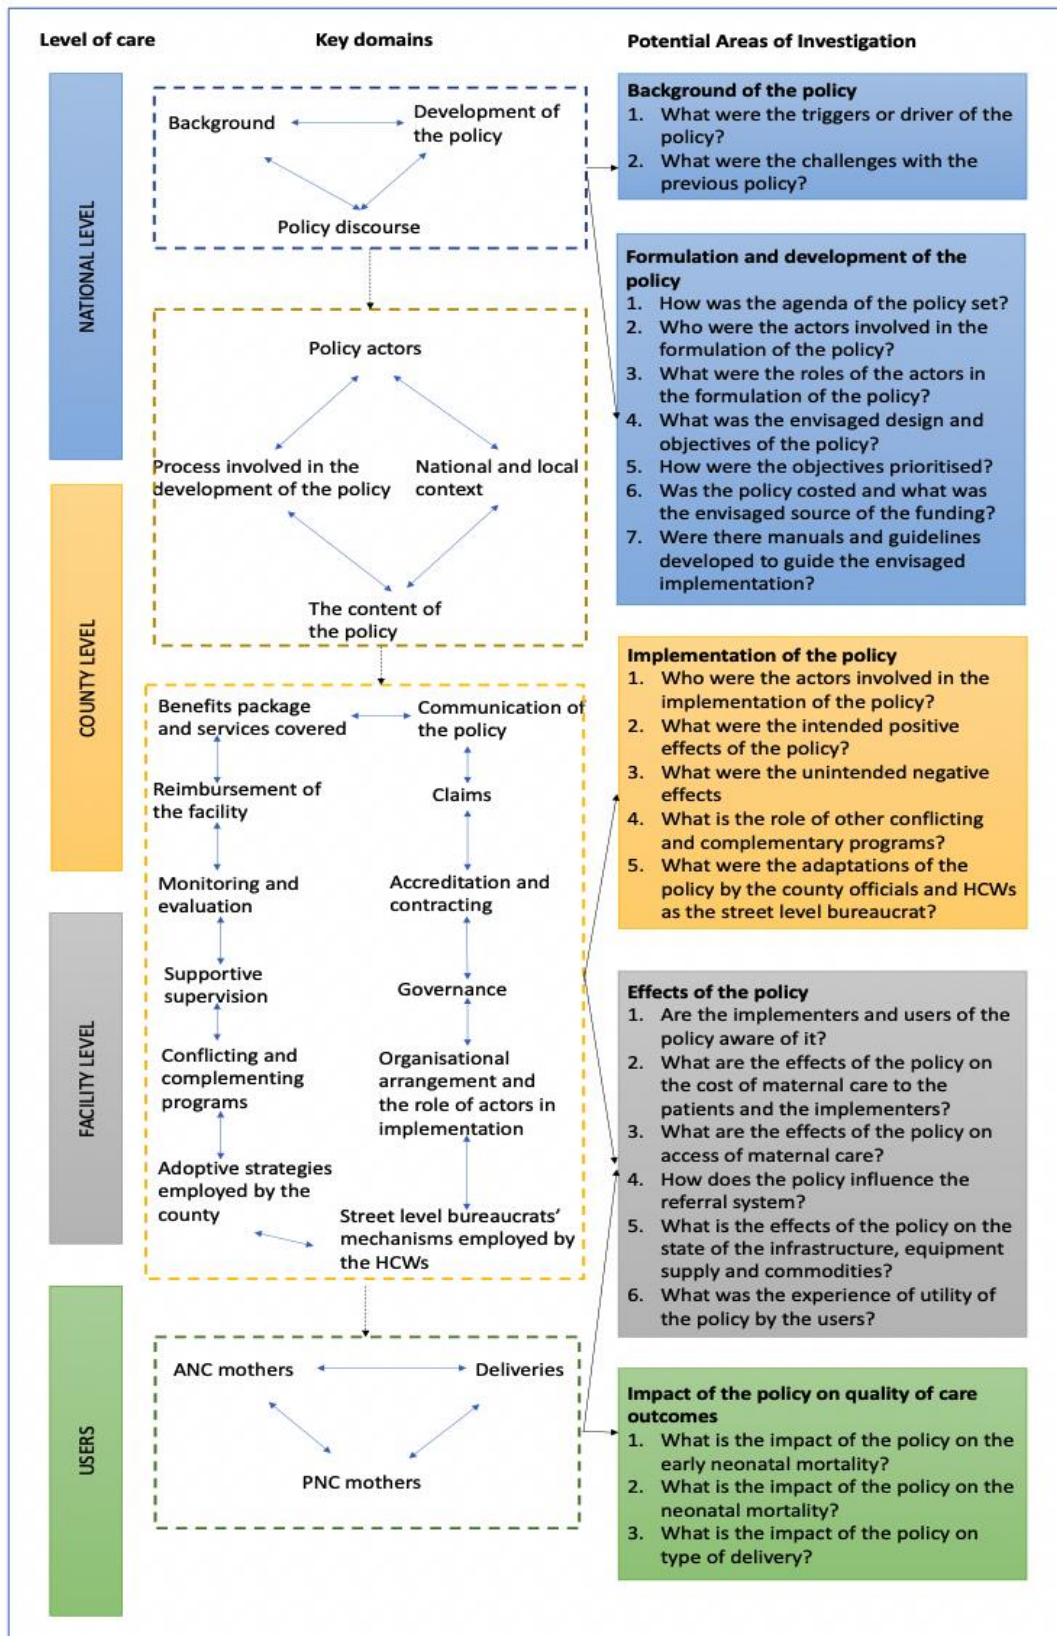 Level of care
Key domains
Potential Areas of Investigation
NATIONAL LEVEL
COUNTY LEVEL
FACILITY LEVEL
USERS
Background
Development of
the policy
Policy discourse
Policy actors
Process involved in the
development of the policy
National and local
context
The content of
the policy
Benefits package
and services covered
Communication of
the policy
Reimbursement of
the facility
Claims
Monitoring and
evaluation
Accreditation and
contracting
Supportive
supervision
Governance
Conflicting and
complementing
programs
Organisational
arrangement and
the role of actors in
implementation
Adoptive strategies
employed by the
county
Street level bureaucrats’
mechanisms employed by
the HCWs
ANC mothers
Deliveries
PNC mothers
Background of the policy
1. What were the triggers or driver of the
policy?
2. What were the challenges with the
previous policy?
Formulation and development of the
policy
1. How was the agenda of the policy set?
2. Who were the actors involved in the
formulation of the policy?
3. What were the roles of the actors in
the formulation of the policy?
4. What was the envisaged design and
objectives of the policy?
5. How were the objectives prioritised?
6. Was the policy costed and what was
the envisaged source of the funding?
7. Were there manuals and guidelines
developed to guide the envisaged
implementation?
Implementation of the policy
1. Who were the actors involved in the
implementation of the policy?
2. What were the intended positive
effects of the policy?
3. What were the unintended negative
effects
4. What is the role of other conflicting
and complementary programs?
5. What were the adaptations of the
policy by the county officials and HCWs
as the street level bureaucrat?
Effects of the policy
1. Are the implementers and users of the
policy aware of it?
2. What are the effects of the policy on
the cost of maternal care to the
patients and the implementers?
3. What are the effects of the policy on
access of maternal care?
4. How does the policy influence the
referral system?
5. What is the effects of the policy on the
state of the infrastructure, equipment
supply and commodities?
6. What was the experience of utility of
the policy by the users?
Impact of the policy on quality of care
outcomes
1. What is the impact of the policy on the
early neonatal mortality?
2. What is the impact of the policy on the
neonatal mortality?
3. What is the impact of the policy on
type of delivery?